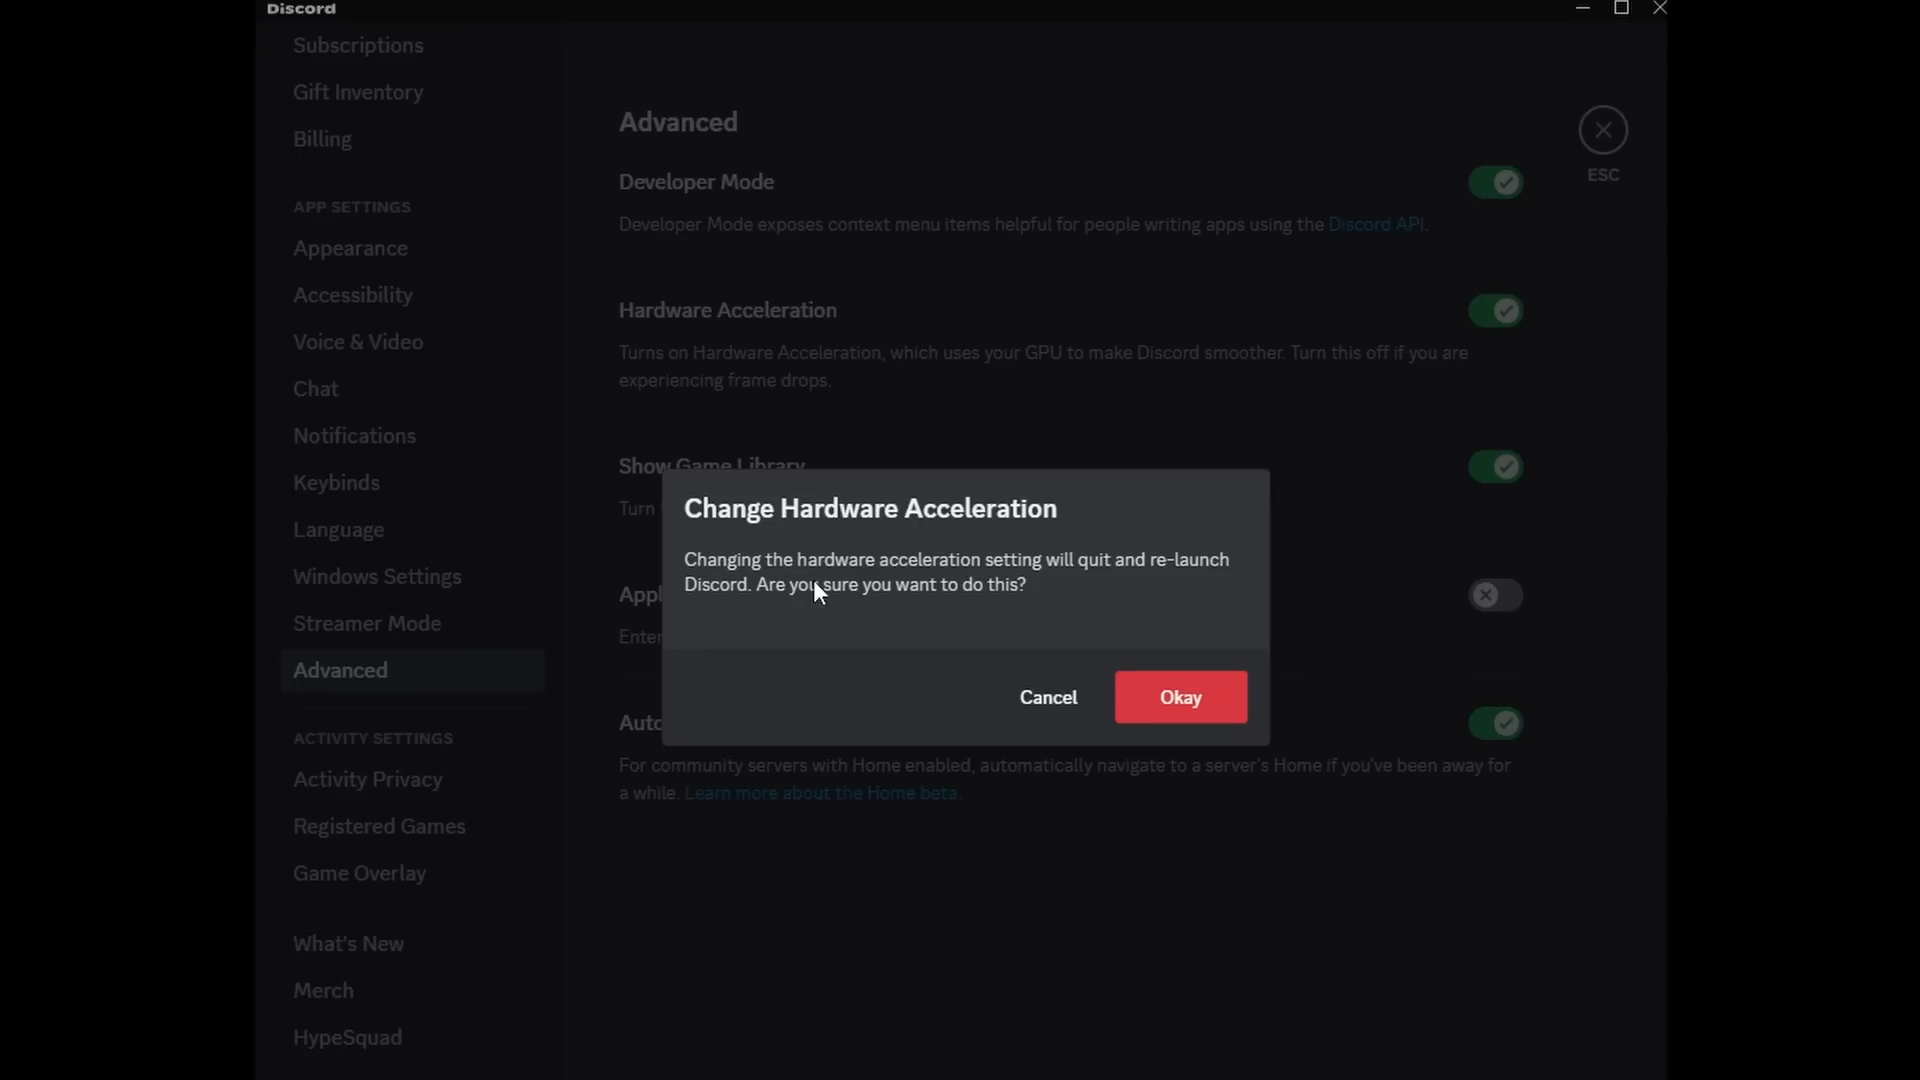 Discord
Subscriptions
Gift Inventory
Billing
APP SETTINGS
Appearance
Accessibility
Voice & Video
Chat
Notifications
Keybinds
Language
Windows Settings
Streamer Mode
Advanced
ACTIVITY SETTINGS
Activity Privacy
Registered Games
Game Overlay
What's New
Merch
HypeSquad
Advanced
ESC
Developer Mode
Developer Mode exposes context menu items helpful for people writing apps using the Discord API.
Hardware Acceleration
Turns on Hardware Acceleration, which uses your GPU to make Discord smoother. Turn this off if you are
experiencing frame drops.
Show Game Library
Turn
Appl
Enter
Auto
For community servers with Home enabled, automatically navigate to a server's Home if you've been away for
a while. Learn more about the Home beta.
Change Hardware Acceleration
Changing the hardware acceleration setting will quit and re-launch
Discord. Are you sure you want to do this?
Cancel
Okay